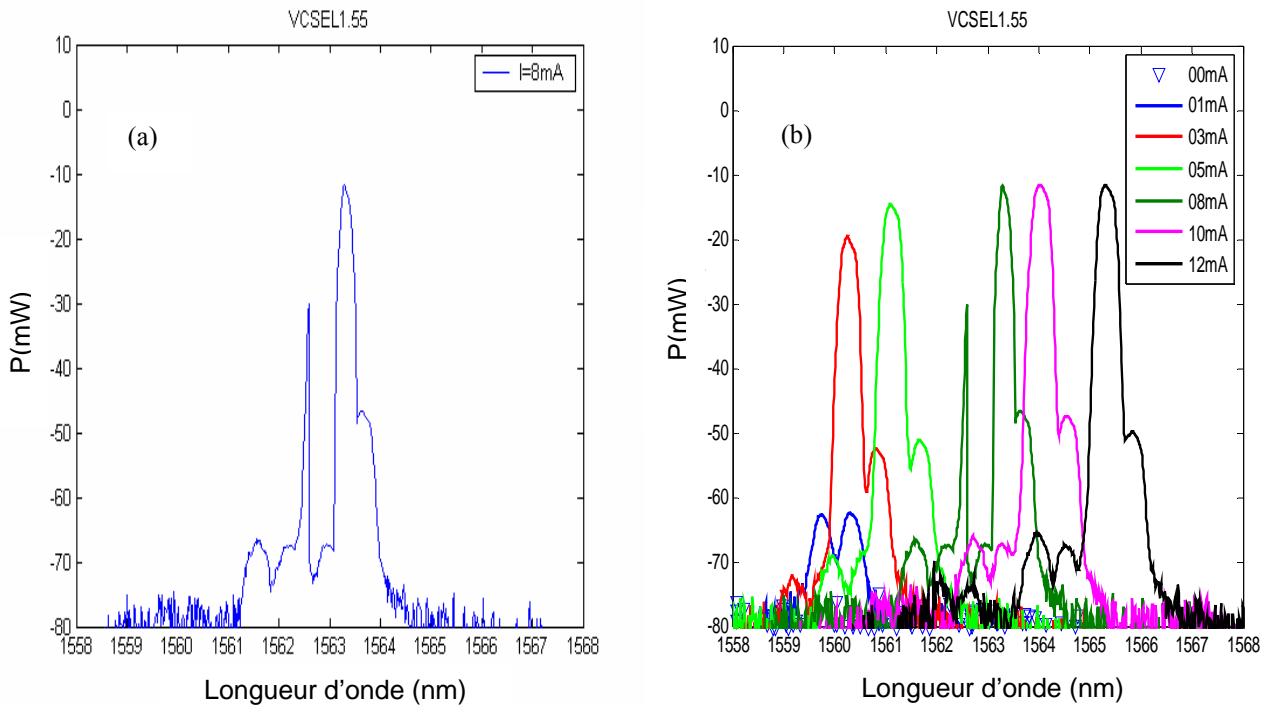 VCSEL1.55
10
0
-10
-20
-30
-40
-50
-60
-70
-80
P(mW)
(a)
I=8mA
1558 1559 1560 1561 1562 1563 1564 1565 1566 1567 1568
Longueur d'onde (nm)
VCSEL1.55
10
0
-10
-20
-30
-40
-50
-60
-70
-80
P(mW)
(b)
00mA
01mA
03mA
05mA
08mA
10mA
12mA
1558 1559 1560 1561 1562 1563 1564 1565 1566 1567 1568
Longueur d'onde (nm)